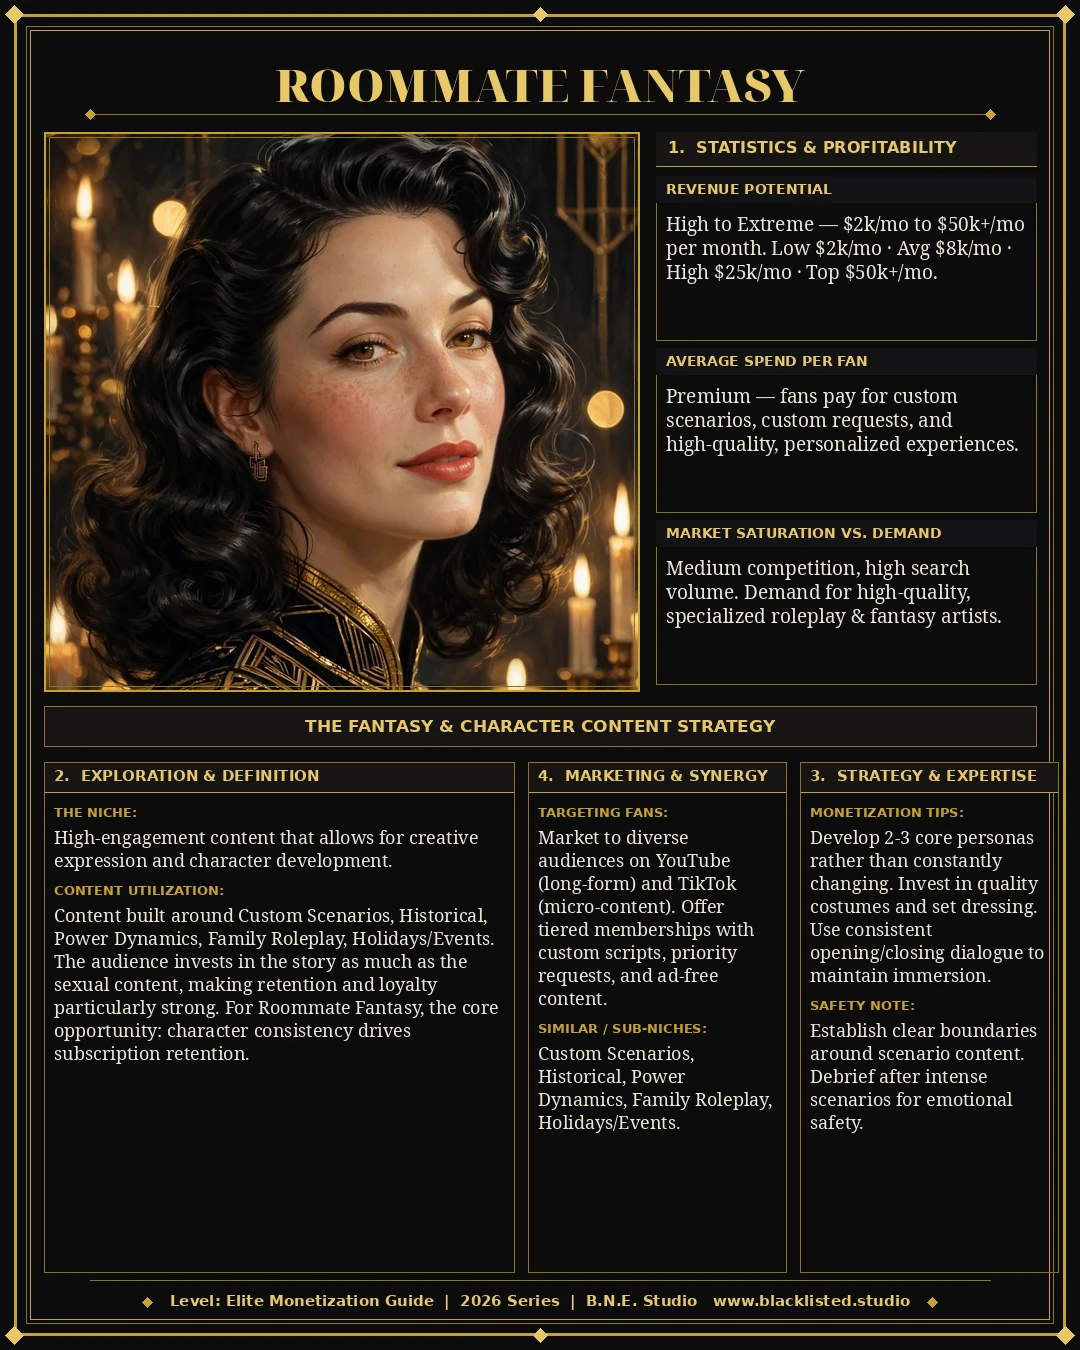 ROOMMATE FANTASY
1. STATISTICS & PROFITABILITY
REVENUE POTENTIAL
High to Extreme — $2k/mo to $50k+/mo
per month. Low $2k/mo · Avg $8k/mo ·
High $25k/mo · Top $50k+/mo.
AVERAGE SPEND PER FAN
Premium — fans pay for custom
scenarios, custom requests, and
high-quality, personalized experiences.
MARKET SATURATION VS. DEMAND
Medium competition, high search
volume. Demand for high-quality,
specialized roleplay & fantasy artists.
THE FANTASY & CHARACTER CONTENT STRATEGY
2. EXPLORATION & DEFINITION
THE NICHE:
High-engagement content that allows for creative
expression and character development.
CONTENT UTILIZATION:
Content built around Custom Scenarios, Historical,
Power Dynamics, Family Roleplay, Holidays/Events.
The audience invests in the story as much as the
sexual content, making retention and loyalty
particularly strong. For Roommate Fantasy, the core
opportunity: character consistency drives
subscription retention.
4. MARKETING & SYNERGY
TARGETING FANS:
Market to diverse
audiences on YouTube
(long-form) and TikTok
(micro-content). Offer
tiered memberships with
custom scripts, priority
requests, and ad-free
content.
SIMILAR / SUB-NICHES:
Custom Scenarios,
Historical, Power
Dynamics, Family Roleplay,
Holidays/Events.
3. STRATEGY & EXPERTISE
MONETIZATION TIPS:
Develop 2-3 core personas
rather than constantly
changing. Invest in quality
costumes and set dressing.
Use consistent
opening/closing dialogue to
maintain immersion.
SAFETY NOTE:
Establish clear boundaries
around scenario content.
Debrief after intense
scenarios for emotional
safety.
Level: Elite Monetization Guide | 2026 Series | B.N.E. Studio www.blacklisted.studio